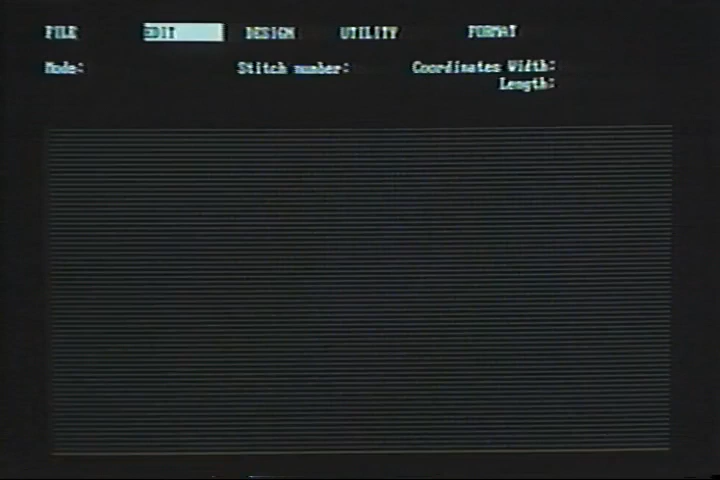 FILE EDIT DESIGN UTILITY FORMAT
Mode: Stitch number: Coordinates Width:
Length: